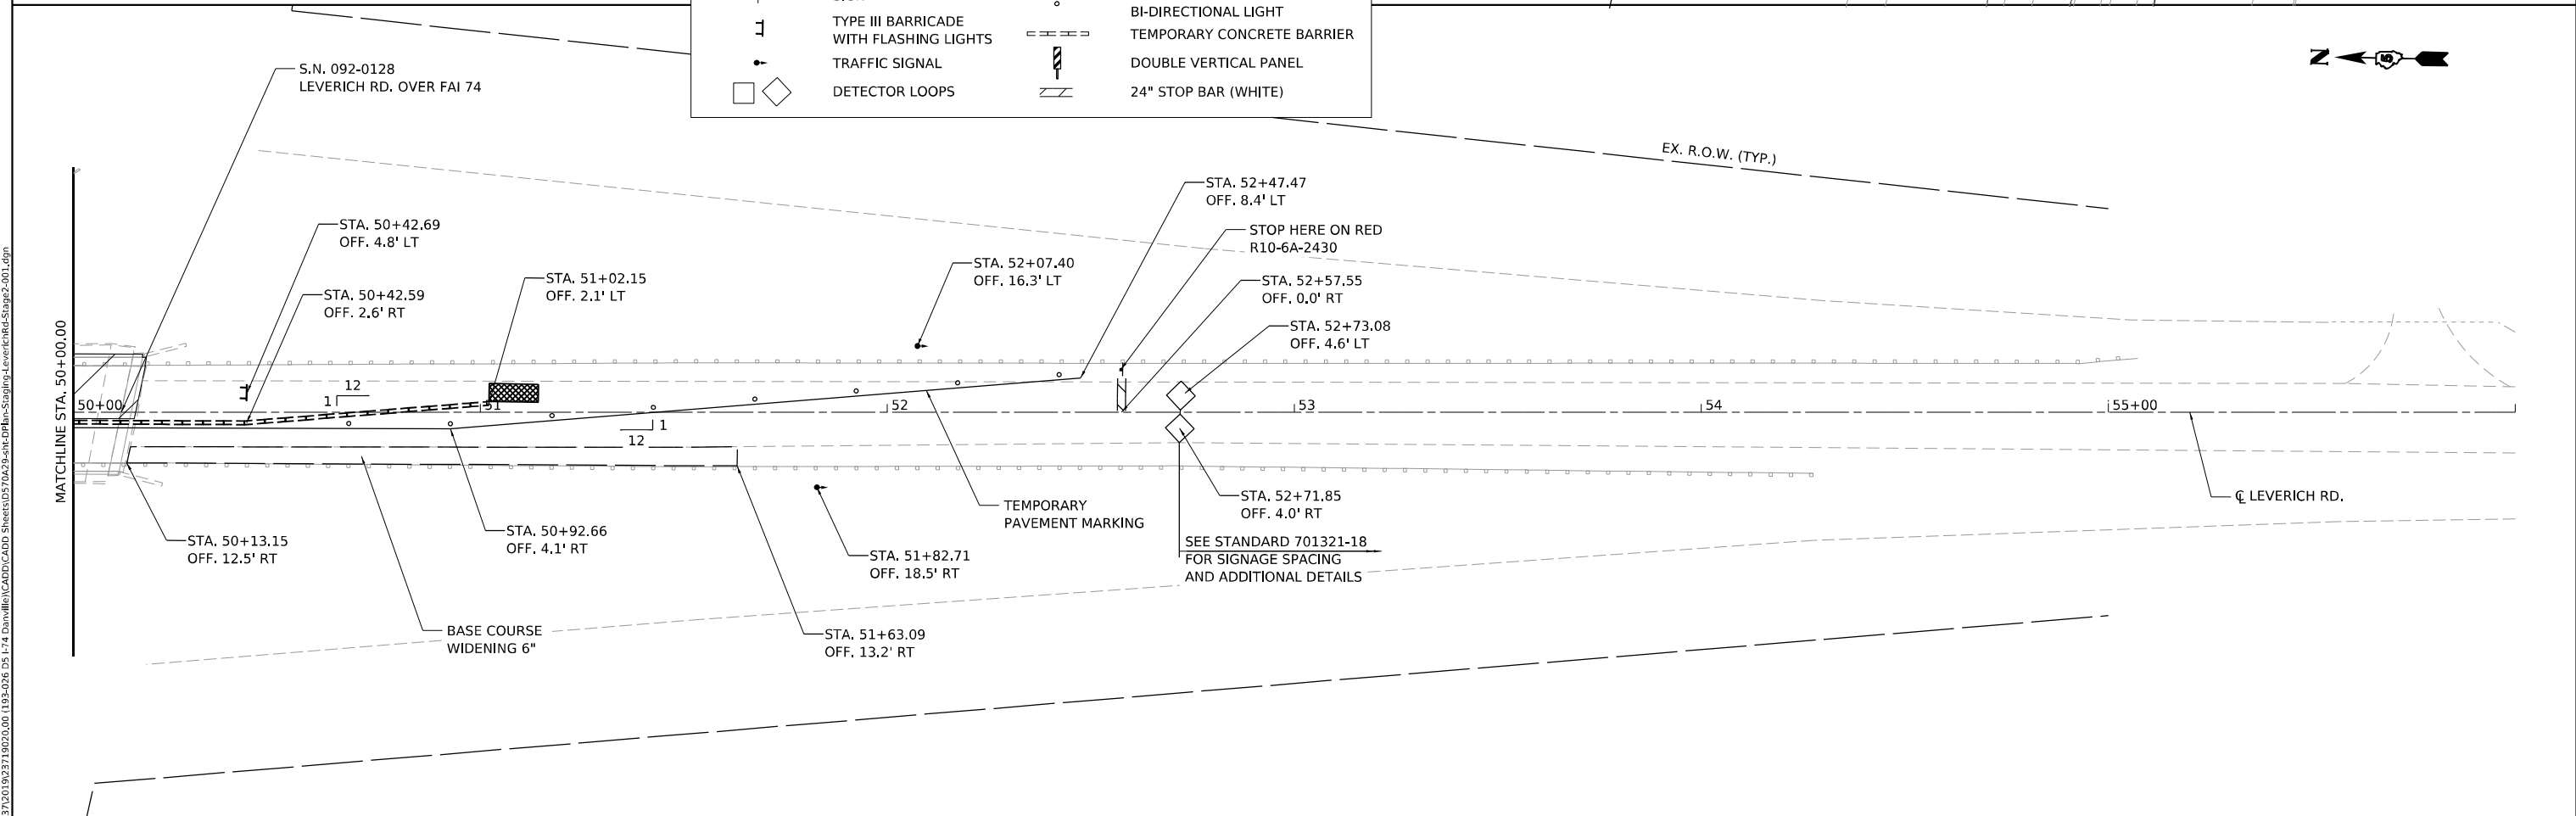 BI-DIRECTIONAL LIGHT
TYPE III BARRICADE
WITH FLASHING LIGHTS
TEMPORARY CONCRETE BARRIER
TRAFFIC SIGNAL
DOUBLE VERTICAL PANEL
DETECTOR LOOPS
24" STOP BAR (WHITE)
N
S.N. 092-0128
LEVERICH RD. OVER FAI 74
EX. R.O.W. (TYP.)
STA. 52+47.47
OFF. 8.4' LT
STA. 50+42.69
OFF. 4.8' LT
STOP HERE ON RED
R10-6A-2430
STA. 52+07.40
OFF. 16.3' LT
STA. 51+02.15
OFF. 2.1' LT
STA. 52+57.55
OFF. 0.0' RT
STA. 50+42.59
OFF. 2.6' RT
STA. 52+73.08
OFF. 4.6' LT
MATCHLINE STA. 50+00.00
12
1
50+00
51
52
53
54
55+00
1
12
STA. 50+13.15
OFF. 12.5' RT
STA. 50+92.66
OFF. 4.1' RT
TEMPORARY
PAVEMENT MARKING
STA. 52+71.85
OFF. 4.0' RT
℄ LEVERICH RD.
STA. 51+82.71
OFF. 18.5' RT
SEE STANDARD 701321-18
FOR SIGNAGE SPACING
AND ADDITIONAL DETAILS
BASE COURSE
WIDENING 6"
STA. 51+63.09
OFF. 13.2' RT